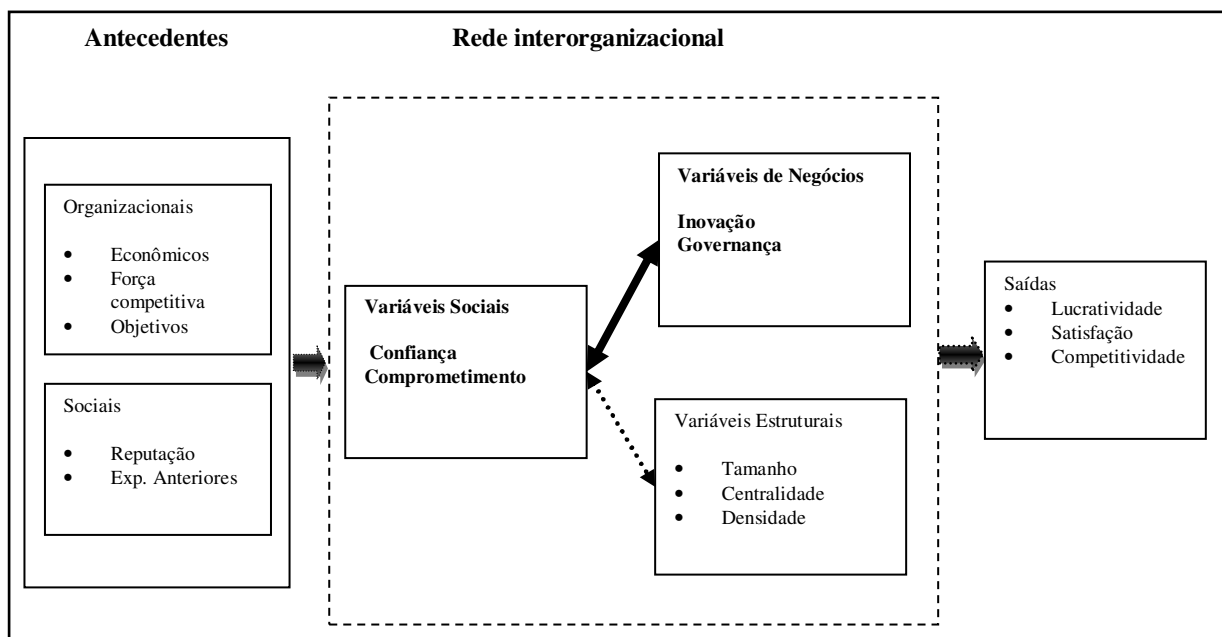 Antecedentes
Rede interorganizacional
Organizacionais
• Econômicos
• Força
competitiva
• Objetivos
Sociais
• Reputação
• Exp. Anteriores
Variáveis Sociais
Confiança
Comprometimento
Variáveis de Negócios
Inovação
Governança
Variáveis Estruturais
• Tamanho
• Centralidade
• Densidade
Saídas
• Lucratividade
• Satisfação
• Competitividade